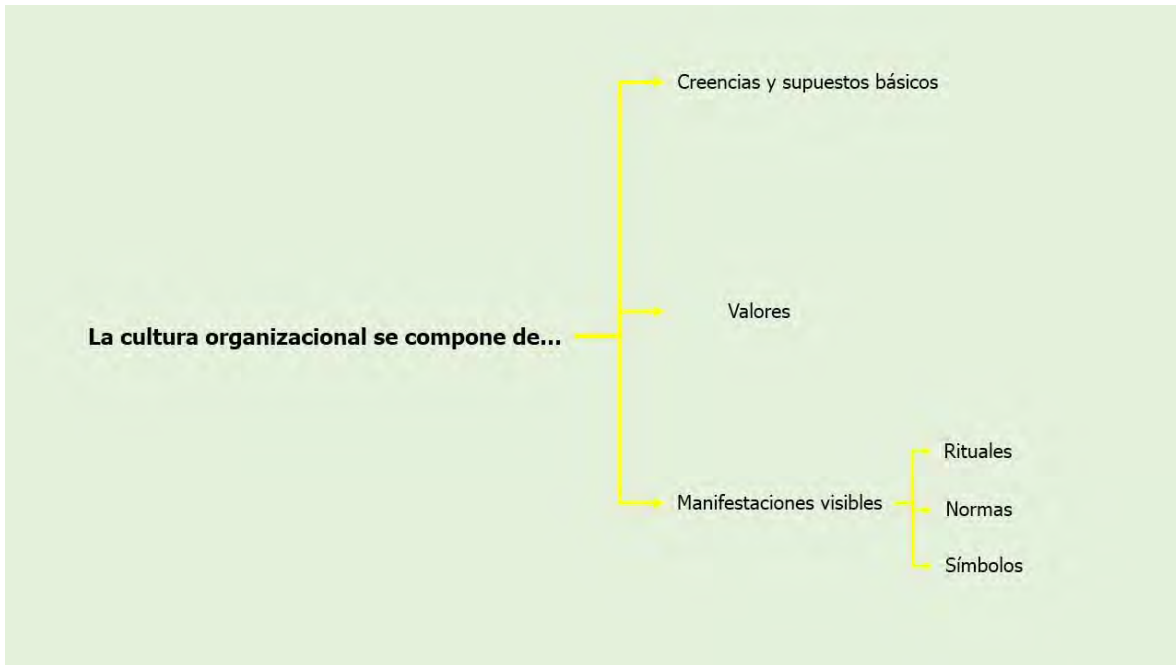 Creencias y supuestos básicos
Valores
La cultura organizacional se compone de...
Manifestaciones visibles
Rituales
Normas
Símbolos